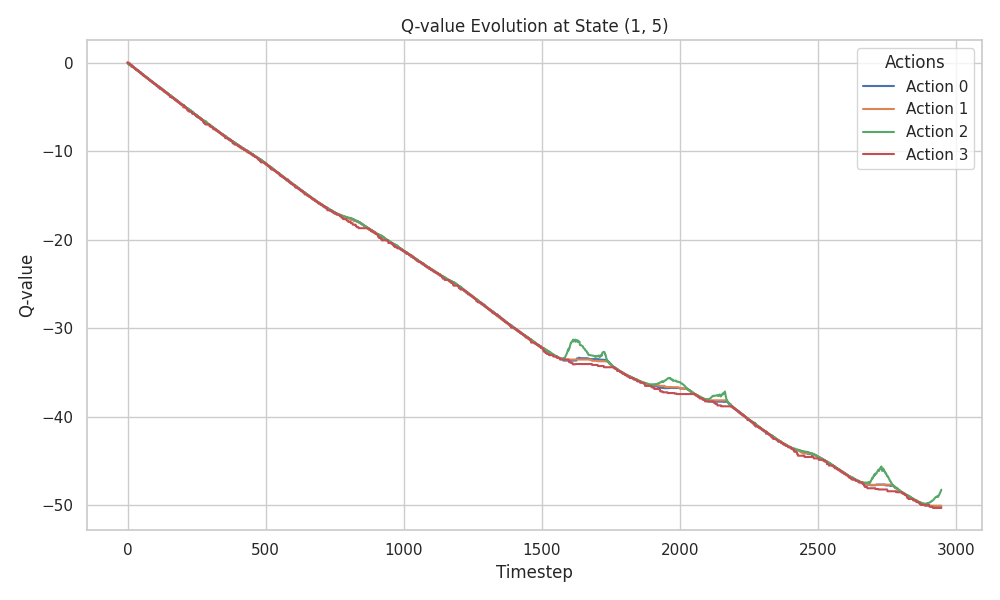 Q-value Evolution at State (1, 5)
Actions
Action 0
Action 1
Action 2
Action 3
Q-value
0
−10
−20
−30
−40
−50
0
500
1000
1500
2000
2500
3000
Timestep